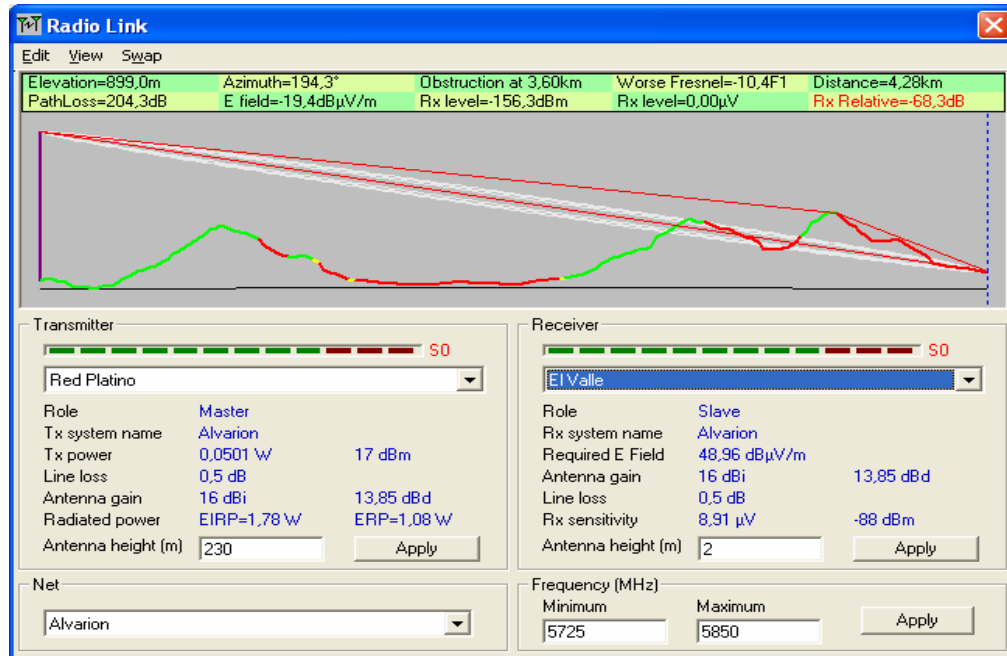 Radio Link
Edit View Swap
Elevation=899,0m Azimuth=194,3° Obstruction at 3,60km Worse Fresnel=-10,4F1 Distance=4,28km
PathLoss=204,3dB E field=-19,4dBµV/m Rx level=-156,3dBm Rx level=0,00µV Rx Relative=-68,3dB
Transmitter
S0
Red Platino
Role Master
Tx system name Alvarion
Tx power 0,0501 W 17 dBm
Line loss 0,5 dB
Antenna gain 16 dBi 13,85 dBd
Radiated power EIRP=1,78 W ERP=1,08 W
Antenna height (m) 230 Apply
Receiver
S0
El Valle
Role Slave
Rx system name Alvarion
Required E Field 48,96 dBµV/m
Antenna gain 16 dBi 13,85 dBd
Line loss 0,5 dB
Rx sensitivity 8,91 µV -88 dBm
Antenna height (m) 2 Apply
Net
Alvarion
Frequency (MHz)
Minimum Maximum
5725 5850 Apply